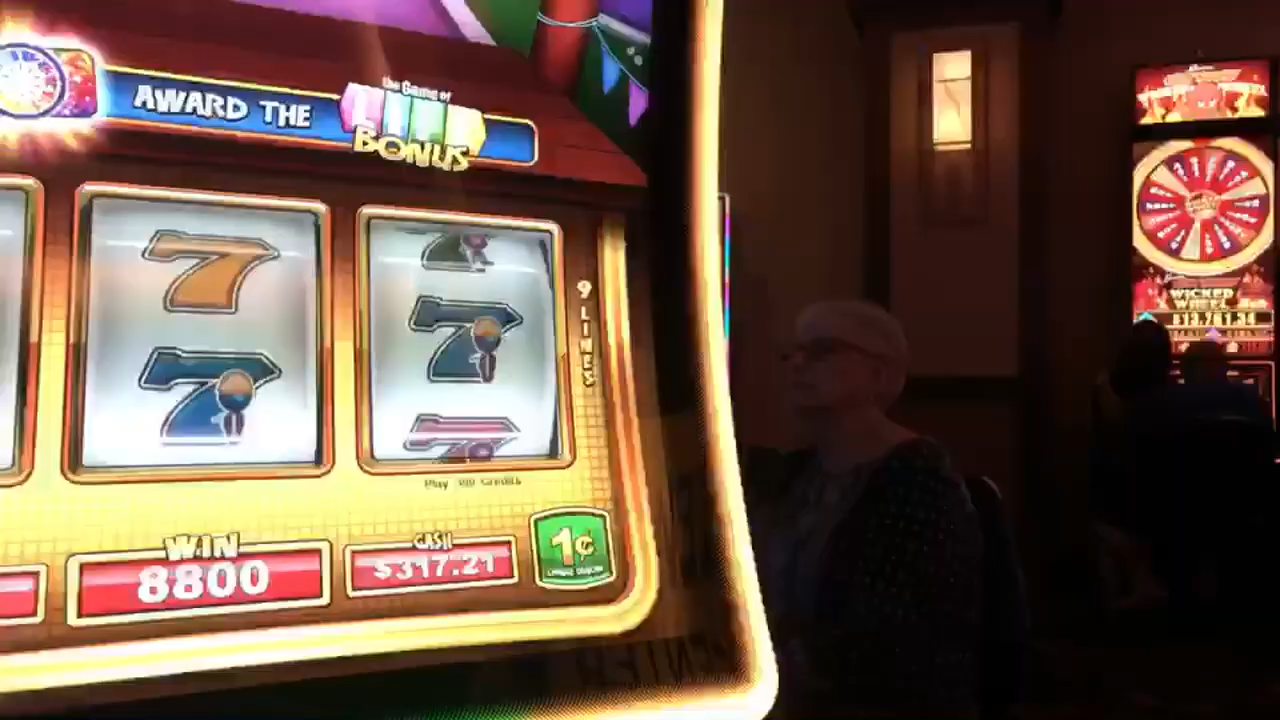 AWARD THE
the Game of
LIFE
BONUS
9 LINES
Play 100 Credits
WIN
8800
CASH
$317.21
1¢
WICKED
WHEEL